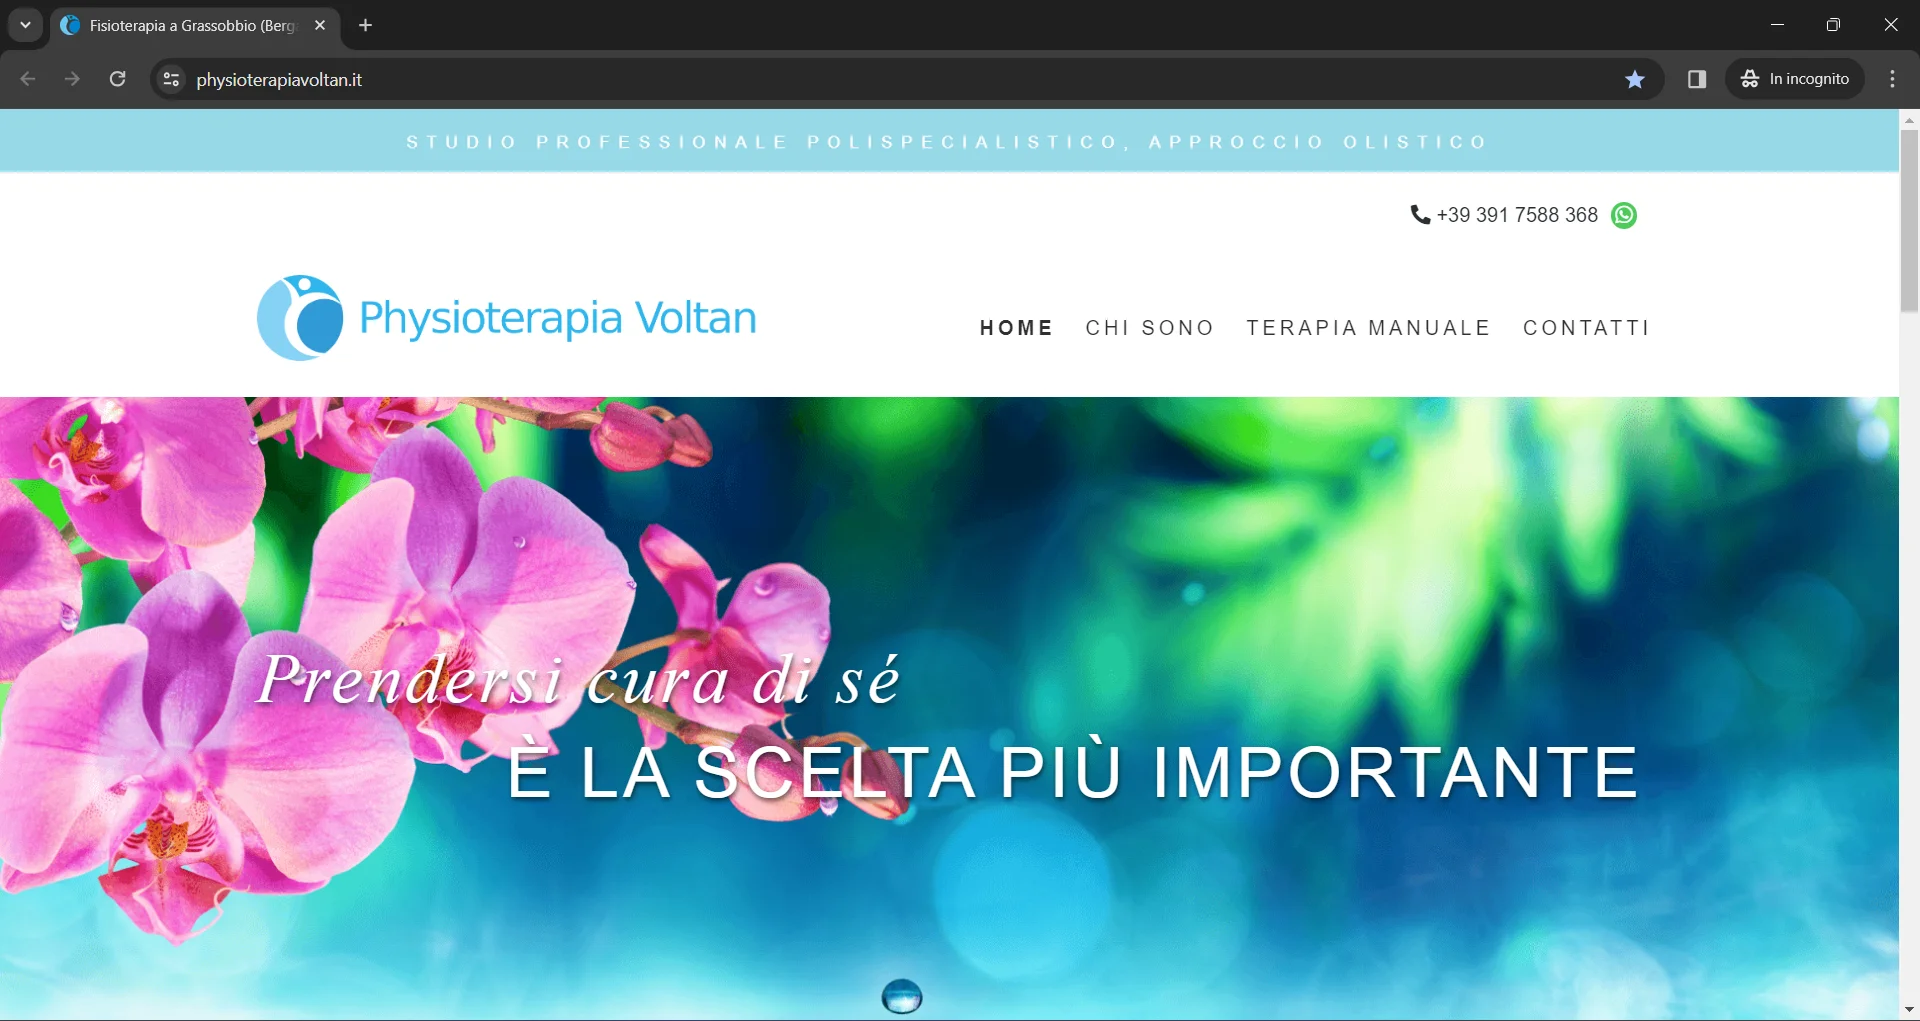 Fisioterapia a Grassobbio (Berg
physioterapiavoltan.it
In incognito
STUDIO PROFESSIONALE POLISPECIALISTICO, APPROCCIO OLISTICO
+39 391 7588 368
Physioterapia Voltan
HOME CHI SONO TERAPIA MANUALE CONTATTI
Prendersi cura di sé
È LA SCELTA PIÙ IMPORTANTE